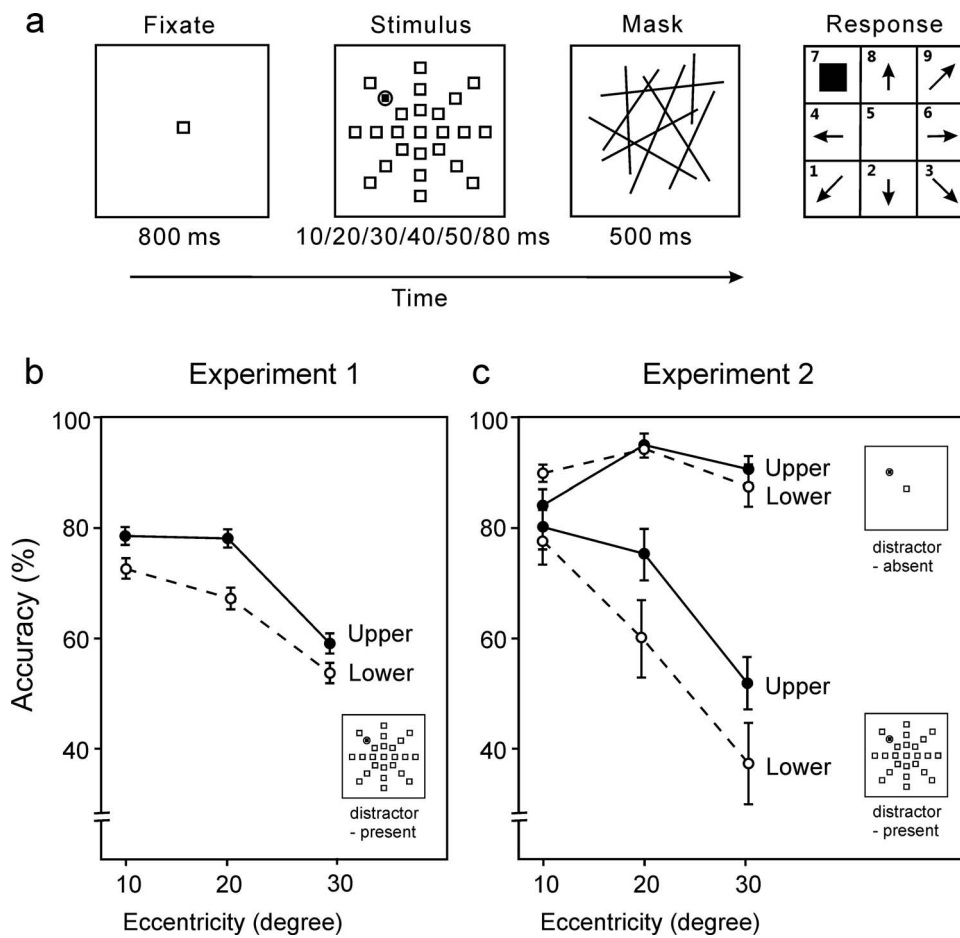 a
Fixate Stimulus Mask Response
7 8 9
4 5 6
1 2 3
800 ms 10/20/30/40/50/80 ms 500 ms
Time
b Experiment 1
100
80
60
40
Accuracy (%)
Upper
Lower
distractor
- present
10 20 30
Eccentricity (degree)
c Experiment 2
100
80
60
40
Upper
Lower
distractor
- absent
Upper
Lower
distractor
- present
10 20 30
Eccentricity (degree)